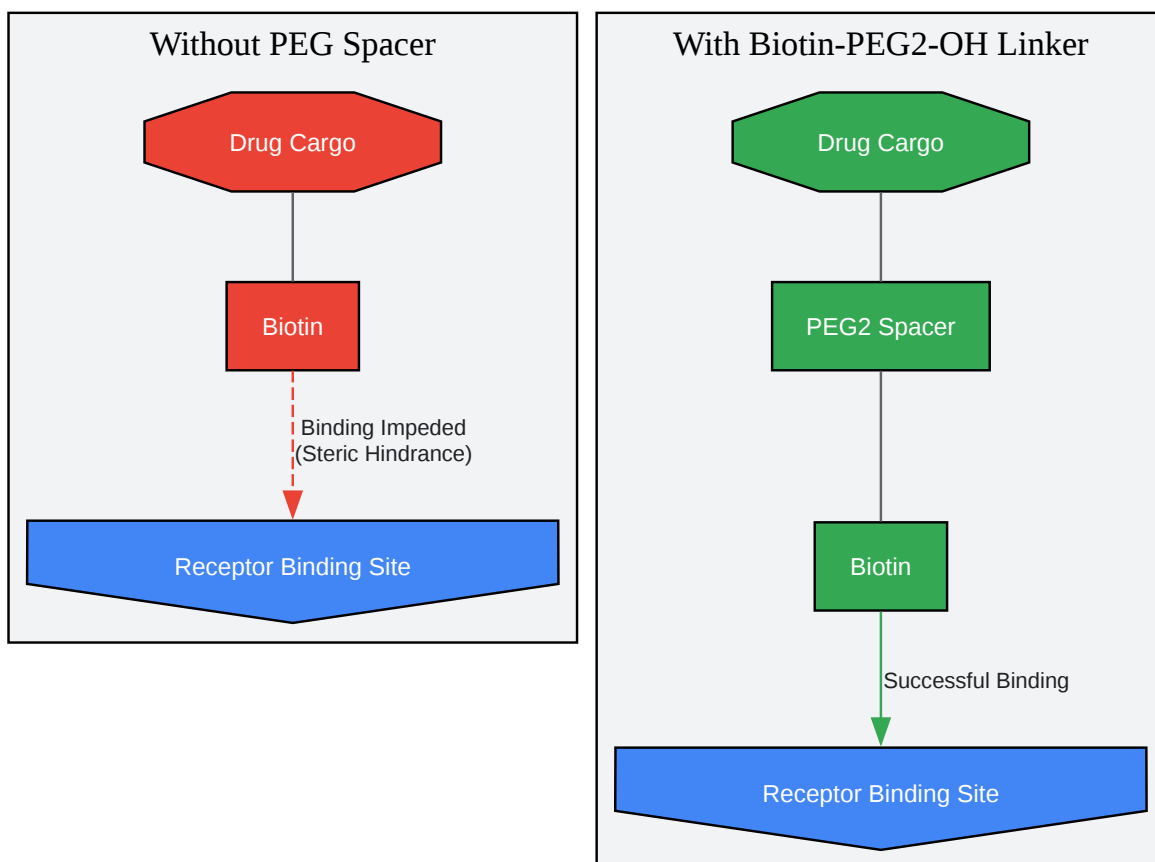 Without PEG Spacer
Drug Cargo
Biotin
Binding Impeded
(Steric Hindrance)
Receptor Binding Site
With Biotin-PEG2-OH Linker
Drug Cargo
PEG2 Spacer
Biotin
Successful Binding
Receptor Binding Site